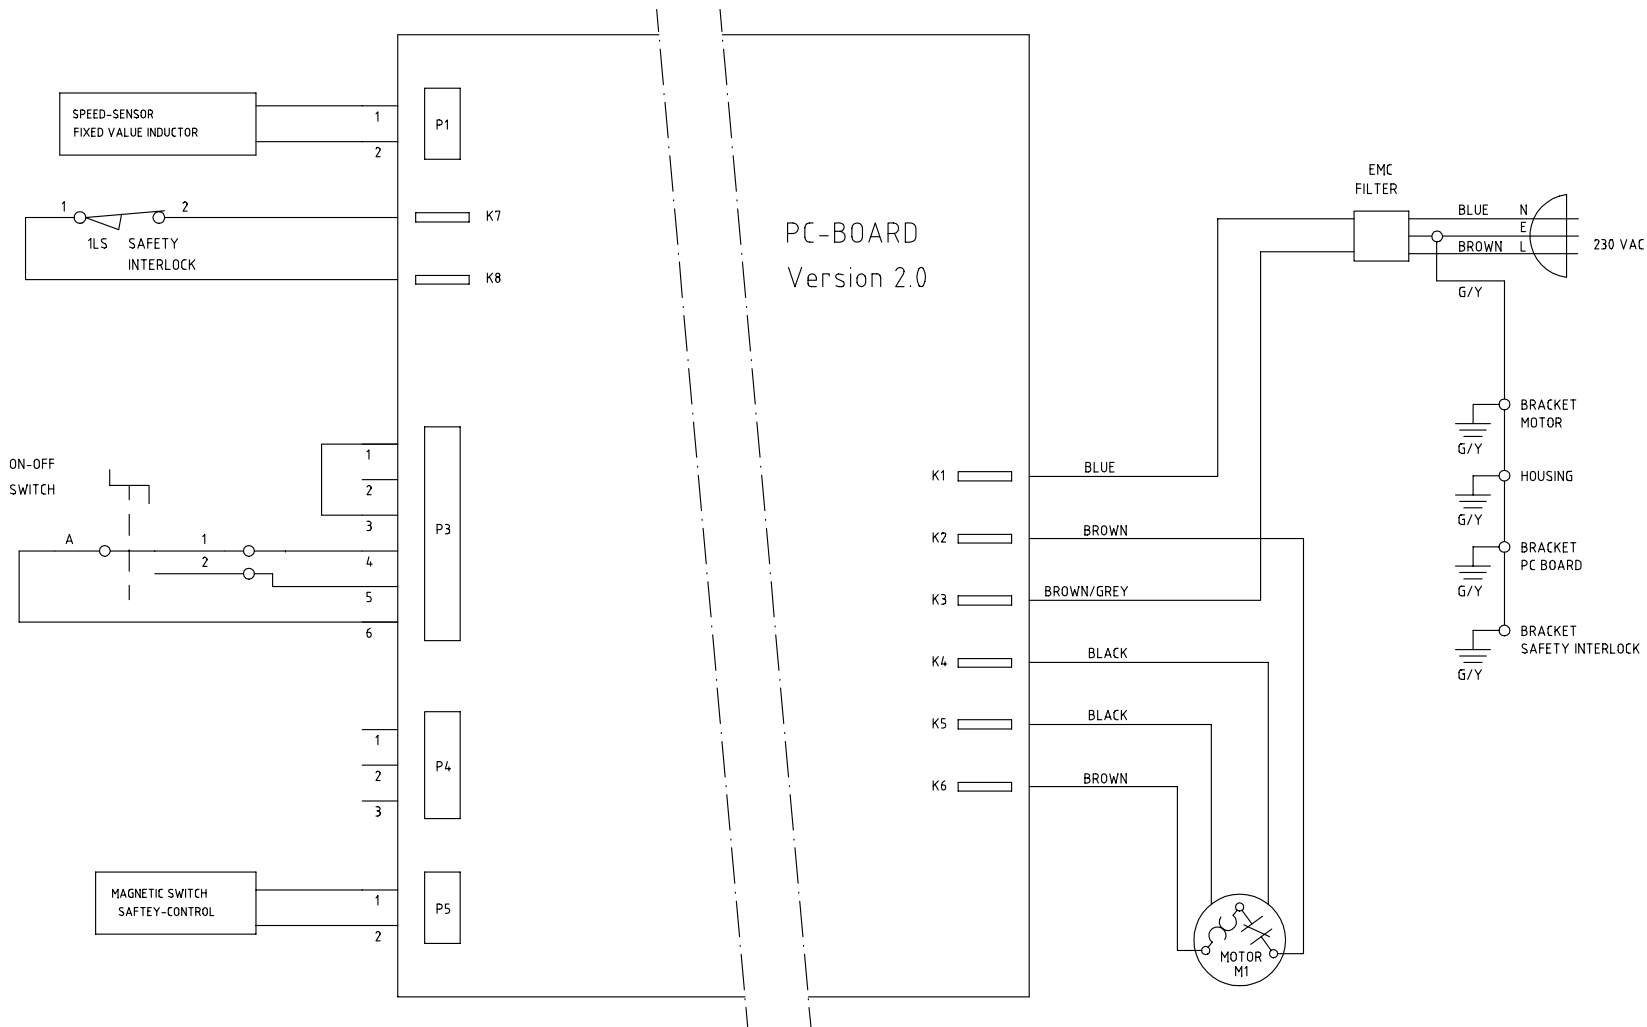 SPEED-SENSOR
FIXED VALUE INDUCTOR
1
2
P1
1
2
1LS SAFETY
INTERLOCK
K7
K8
PC-BOARD
Version 2.0
EMC
FILTER
BLUE N
E
BROWN L
230 VAC
G/Y
BRACKET
MOTOR
G/Y
HOUSING
G/Y
BRACKET
PC BOARD
G/Y
BRACKET
SAFETY INTERLOCK
G/Y
ON-OFF
SWITCH
A
1
2
1
2
3
4
5
6
P3
K1
BLUE
K2
BROWN
K3
BROWN/GREY
K4
BLACK
K5
BLACK
K6
BROWN
1
2
3
P4
MAGNETIC SWITCH
SAFTEY-CONTROL
1
2
P5
MOTOR
M1